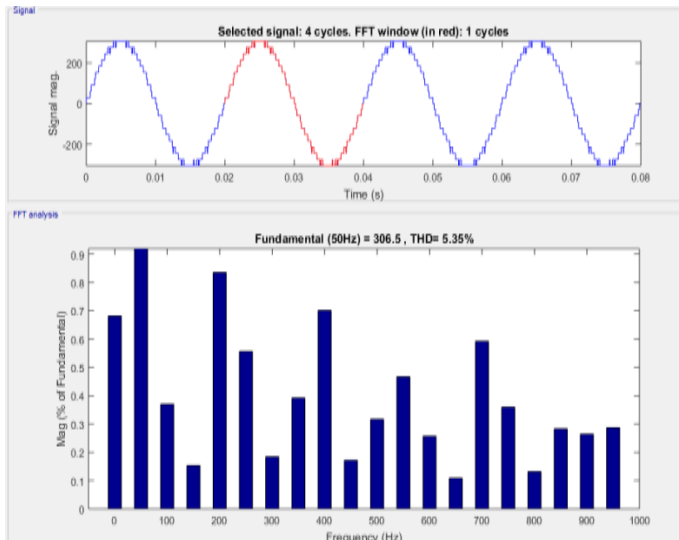 Signal
Selected signal: 4 cycles. FFT window (in red): 1 cycles
Signal mag.
200
0
-200
0 0.01 0.02 0.03 0.04 0.05 0.06 0.07 0.08
Time (s)
FFT analysis
Fundamental (50Hz) = 306.5 , THD= 5.35%
Mag (% of Fundamental)
0.9
0.8
0.7
0.6
0.5
0.4
0.3
0.2
0.1
0
0 100 200 300 400 500 600 700 800 900 1000
Frequency (Hz)